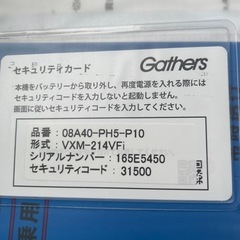 Gathers
セキュリティカード
本機をバッテリーから取り外し、再度電源を入れる際には
セキュリティコードを入力しないと起動しません。
画面に従いセキュリティコードを入力してください。
品番：08A40-PH5-P10
形式：VXM-214VFi
シリアルナンバー：165E5450
セキュリティコード：31500